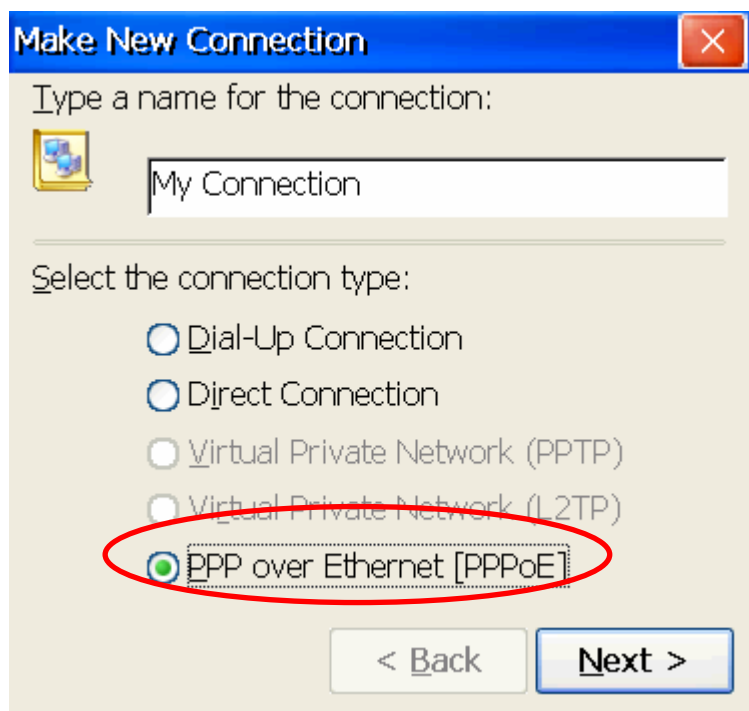 Make New Connection
Type a name for the connection:
My Connection
Select the connection type:
Dial-Up Connection
Direct Connection
Virtual Private Network (PPTP)
Virtual Private Network (L2TP)
PPP over Ethernet [PPPoE]
< Back Next >